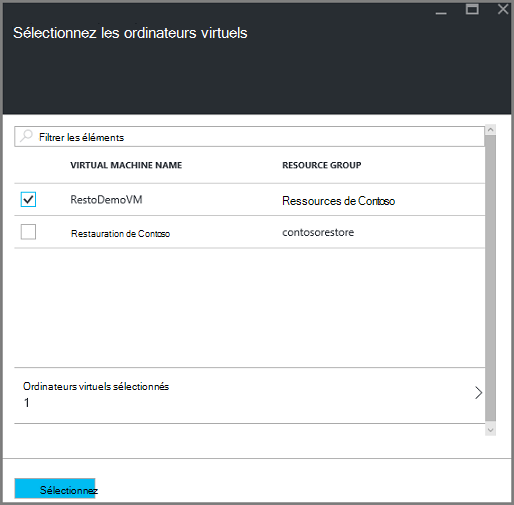 Sélectionnez les ordinateurs virtuels
Filtrer les éléments
VIRTUAL MACHINE NAME RESOURCE GROUP
RestoDemoVM Ressources de Contoso
Restauration de Contoso contosorestore
Ordinateurs virtuels sélectionnés
1
Sélectionnez